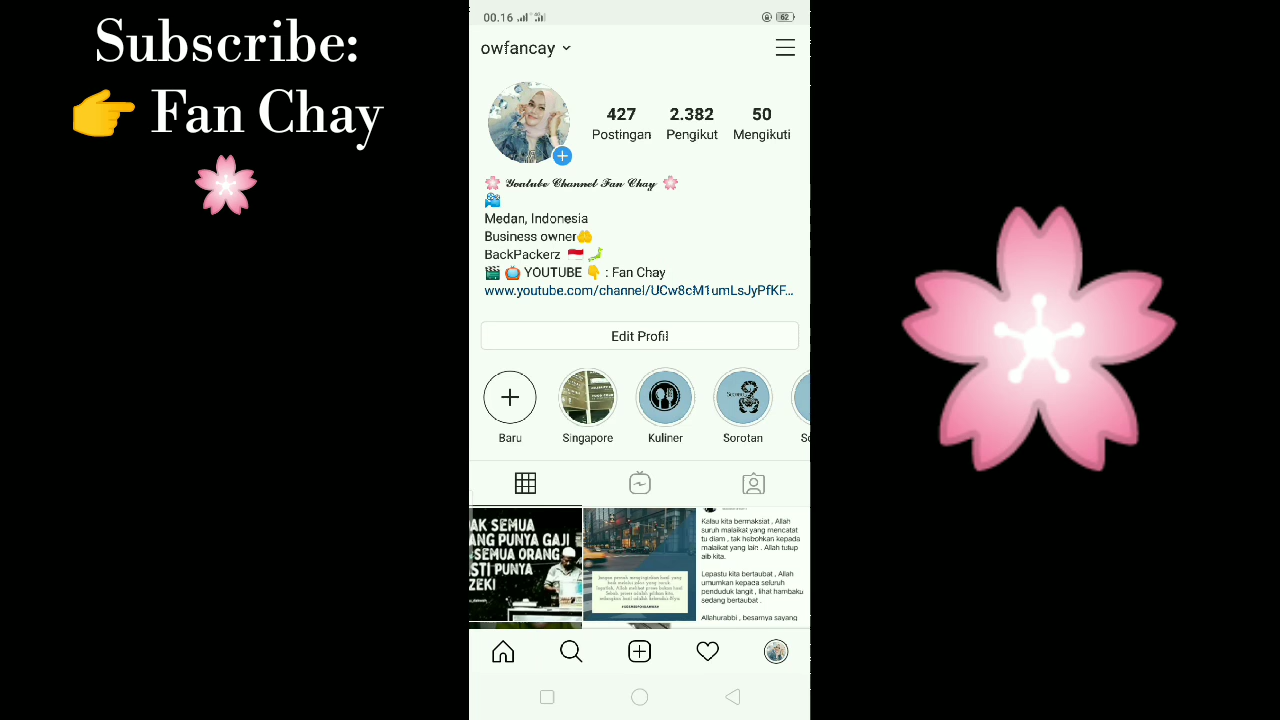 Subscribe:
👉 Fan Chay
🌸
00.16
62
owfancay
427
Postingan
2.382
Pengikut
50
Mengikuti
🌸 Youtube Channel Fan Chay 🌸
Medan, Indonesia
Business owner🤲
BackPackerz 🇮🇩
🎬 📺 YOUTUBE 👇 : Fan Chay
www.youtube.com/channel/UCw8cM1umLsJyPfKF...
Edit Profil
Baru
Singapore
Kuliner
Sorotan
AK SEMUA
ANG PUNYA GAJI
SEMUA ORANG
STI PUNYA
ZEKI
Kalau kita bermaksiat , Allah
suruh malaikat yang mencatat
tu diam , tak hebohkan kepada
malaikat yang lain . Allah tutup
aib kita.
Lepastu kita bertaubat , Allah
umumkan kepada seluruh
penduduk langit , lihat hambaku
sedang bertaubat .
Allahurabbi , besarnya sayang